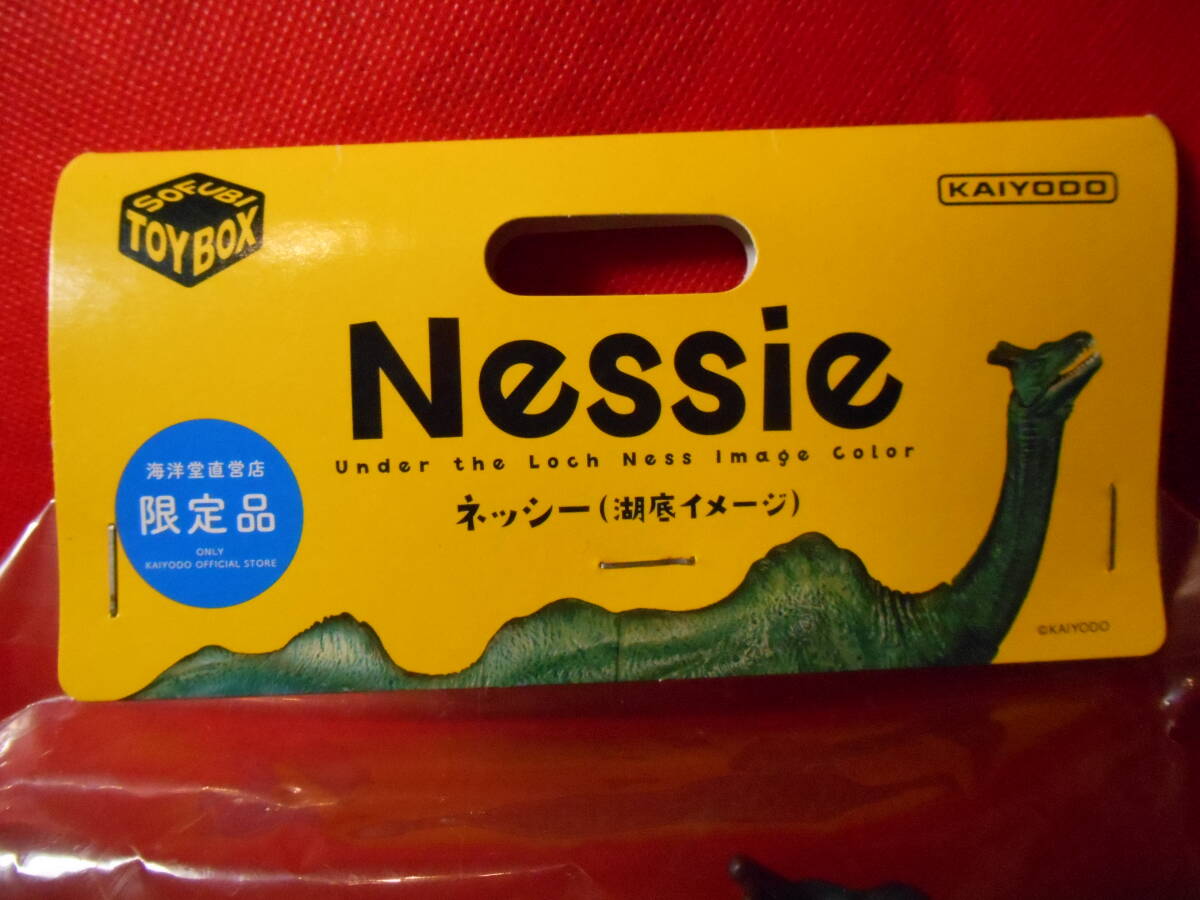 SOFUBI
TOYBOX
KAIYODO
Nessie
Under the Loch Ness Image Color
ネッシー(湖底イメージ)
海洋堂直営店
限定品
ONLY
KAIYODO OFFICIAL STORE
©KAIYODO